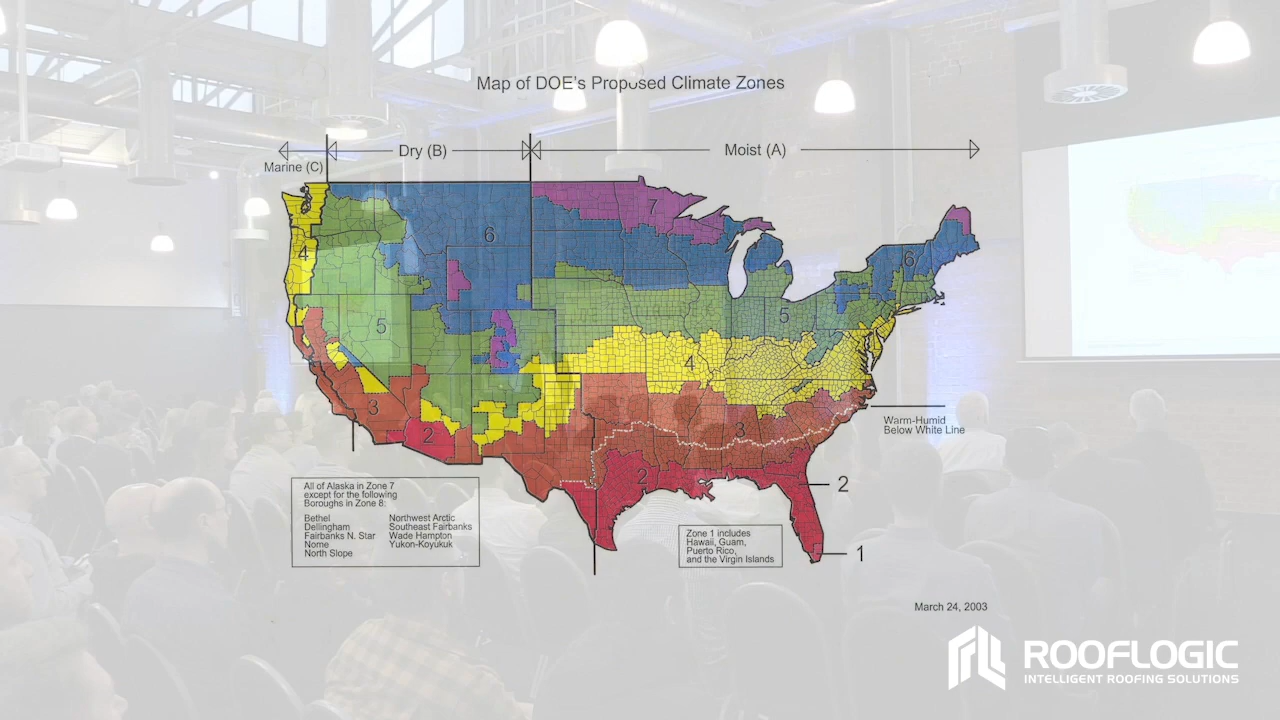 Map of DOE's Proposed Climate Zones
Marine (C)
Dry (B)
Moist (A)
7
6
4
6
5
5
4
3
3
2
2
Warm-Humid
Below White Line
2
1
All of Alaska in Zone 7
except for the following
Boroughs in Zone 8:
Bethel
Dellingham
Fairbanks N. Star
Nome
North Slope
Northwest Arctic
Southeast Fairbanks
Wade Hampton
Yukon-Koyukuk
Zone 1 includes
Hawaii, Guam,
Puerto Rico,
and the Virgin Islands
March 24, 2003
ROOFLOGIC
INTELLIGENT ROOFING SOLUTIONS